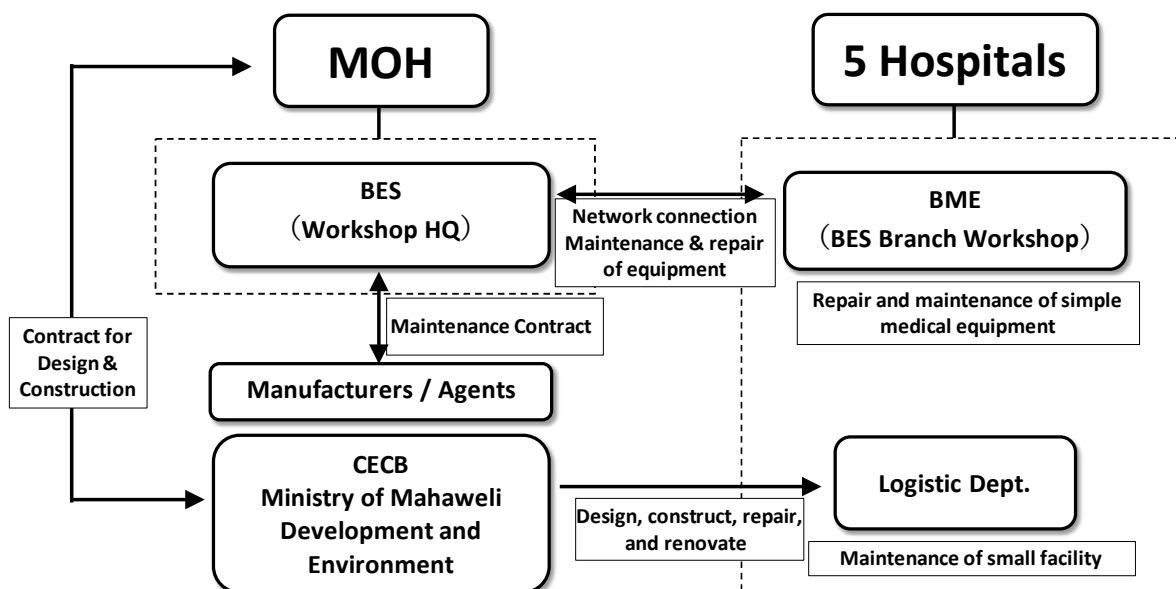 MOH
5 Hospitals
BES
（Workshop HQ）
Network connection
Maintenance & repair
of equipment
BME
（BES Branch Workshop）
Repair and maintenance of simple
medical equipment
Contract for
Design &
Construction
Maintenance Contract
Manufacturers / Agents
CECB
Ministry of Mahaweli
Development and
Environment
Design, construct, repair,
and renovate
Logistic Dept.
Maintenance of small facility